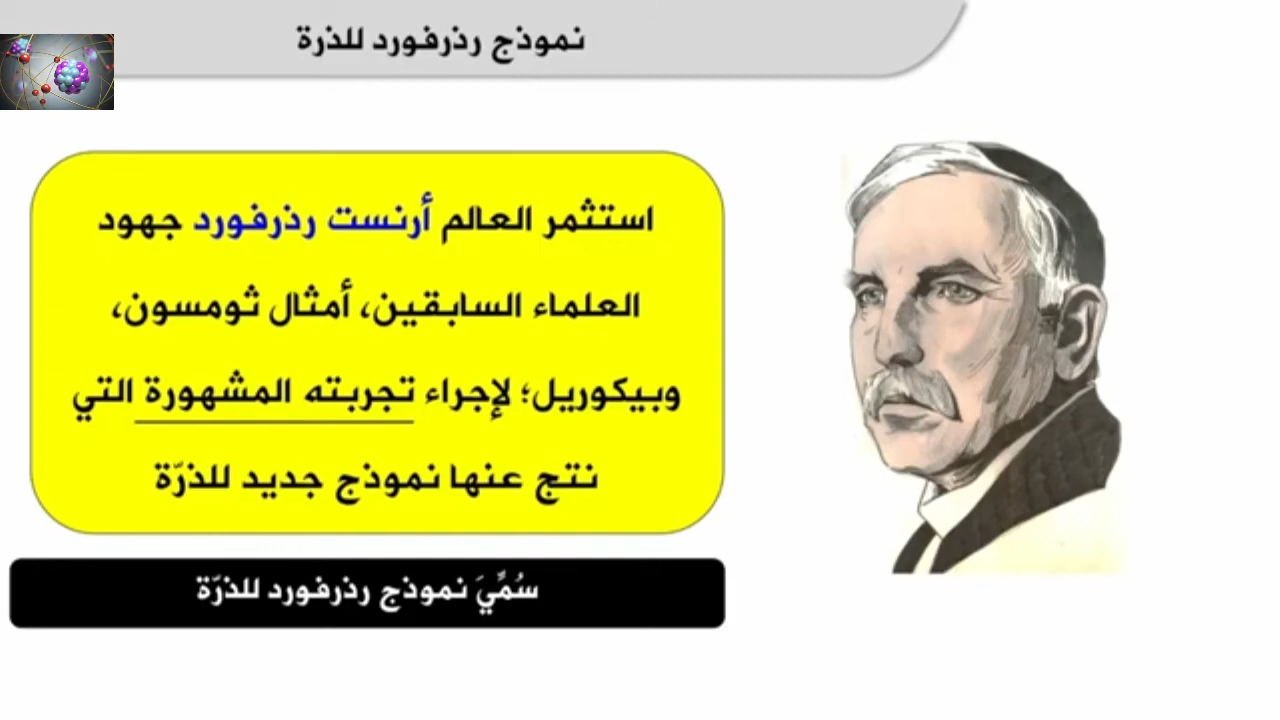 نموذج رذرفورد للذرة
استثمر العالم أرنست رذرفورد جهود
العلماء السابقين، أمثال ثومسون،
وبيكوريل؛ لإجراء تجربته المشهورة التي
نتج عنها نموذج جديد للذرّة
سُمِّيَ نموذج رذرفورد للذرّة